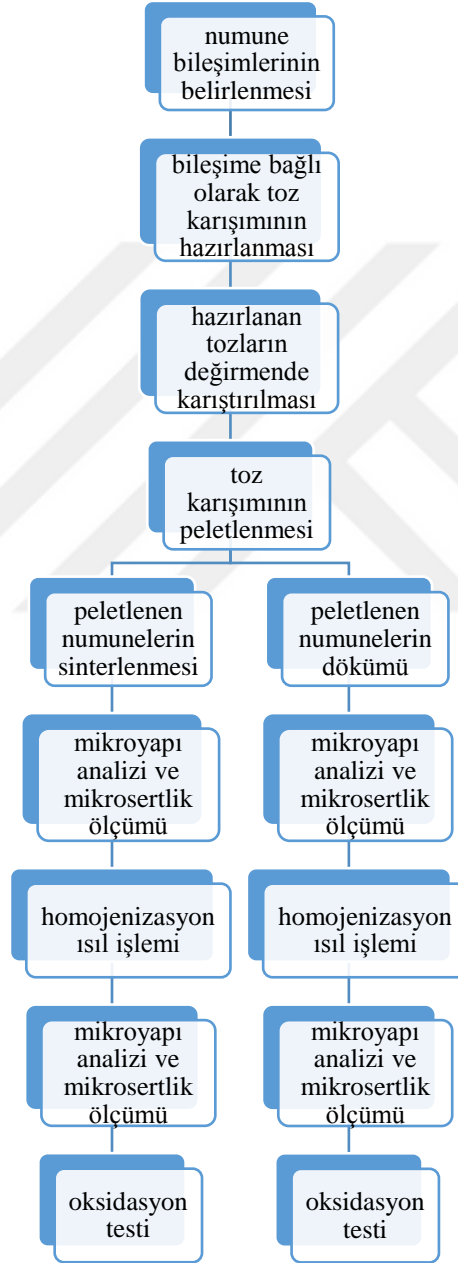 numune
bileşimlerinin
belirlenmesi
bileşime bağlı
olarak toz
karışımının
hazırlanması
hazırlanan
tozların
değirmende
karıştırılması
toz
karışımının
peletlenmesi
peletlenen
numunelerin
sinterlenmesi
mikroyapı
analizi ve
mikrosertlik
ölçümü
homojenizasyon
ısıl işlemi
mikroyapı
analizi ve
mikrosertlik
ölçümü
oksidasyon
testi
peletlenen
numunelerin
dökümü
mikroyapı
analizi ve
mikrosertlik
ölçümü
homojenizasyon
ısıl işlemi
mikroyapı
analizi ve
mikrosertlik
ölçümü
oksidasyon
testi